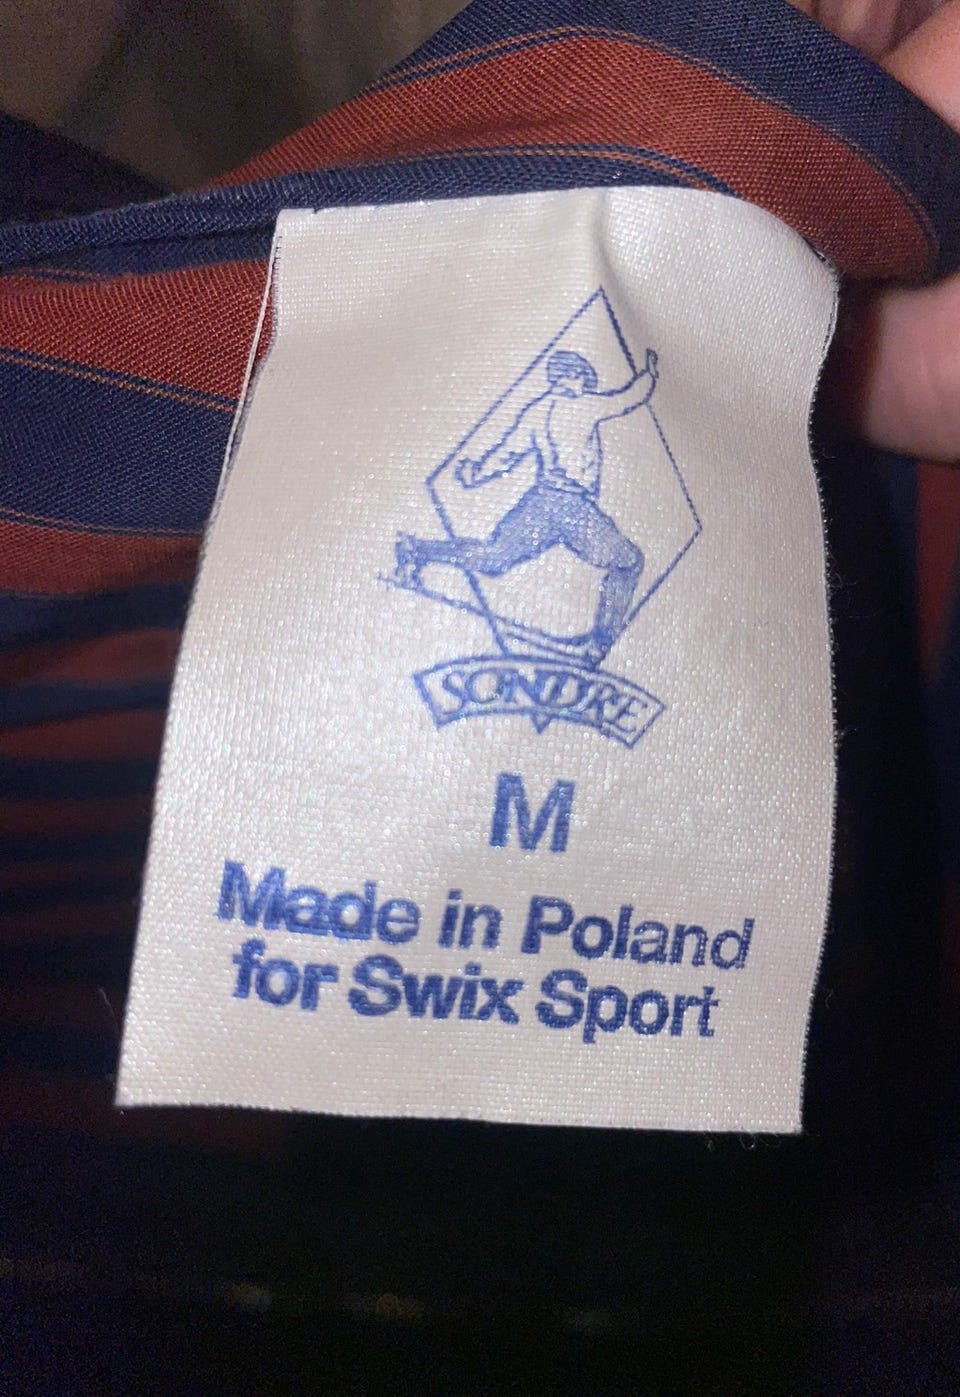 SONDRE
M
Made in Poland
for Swix Sport